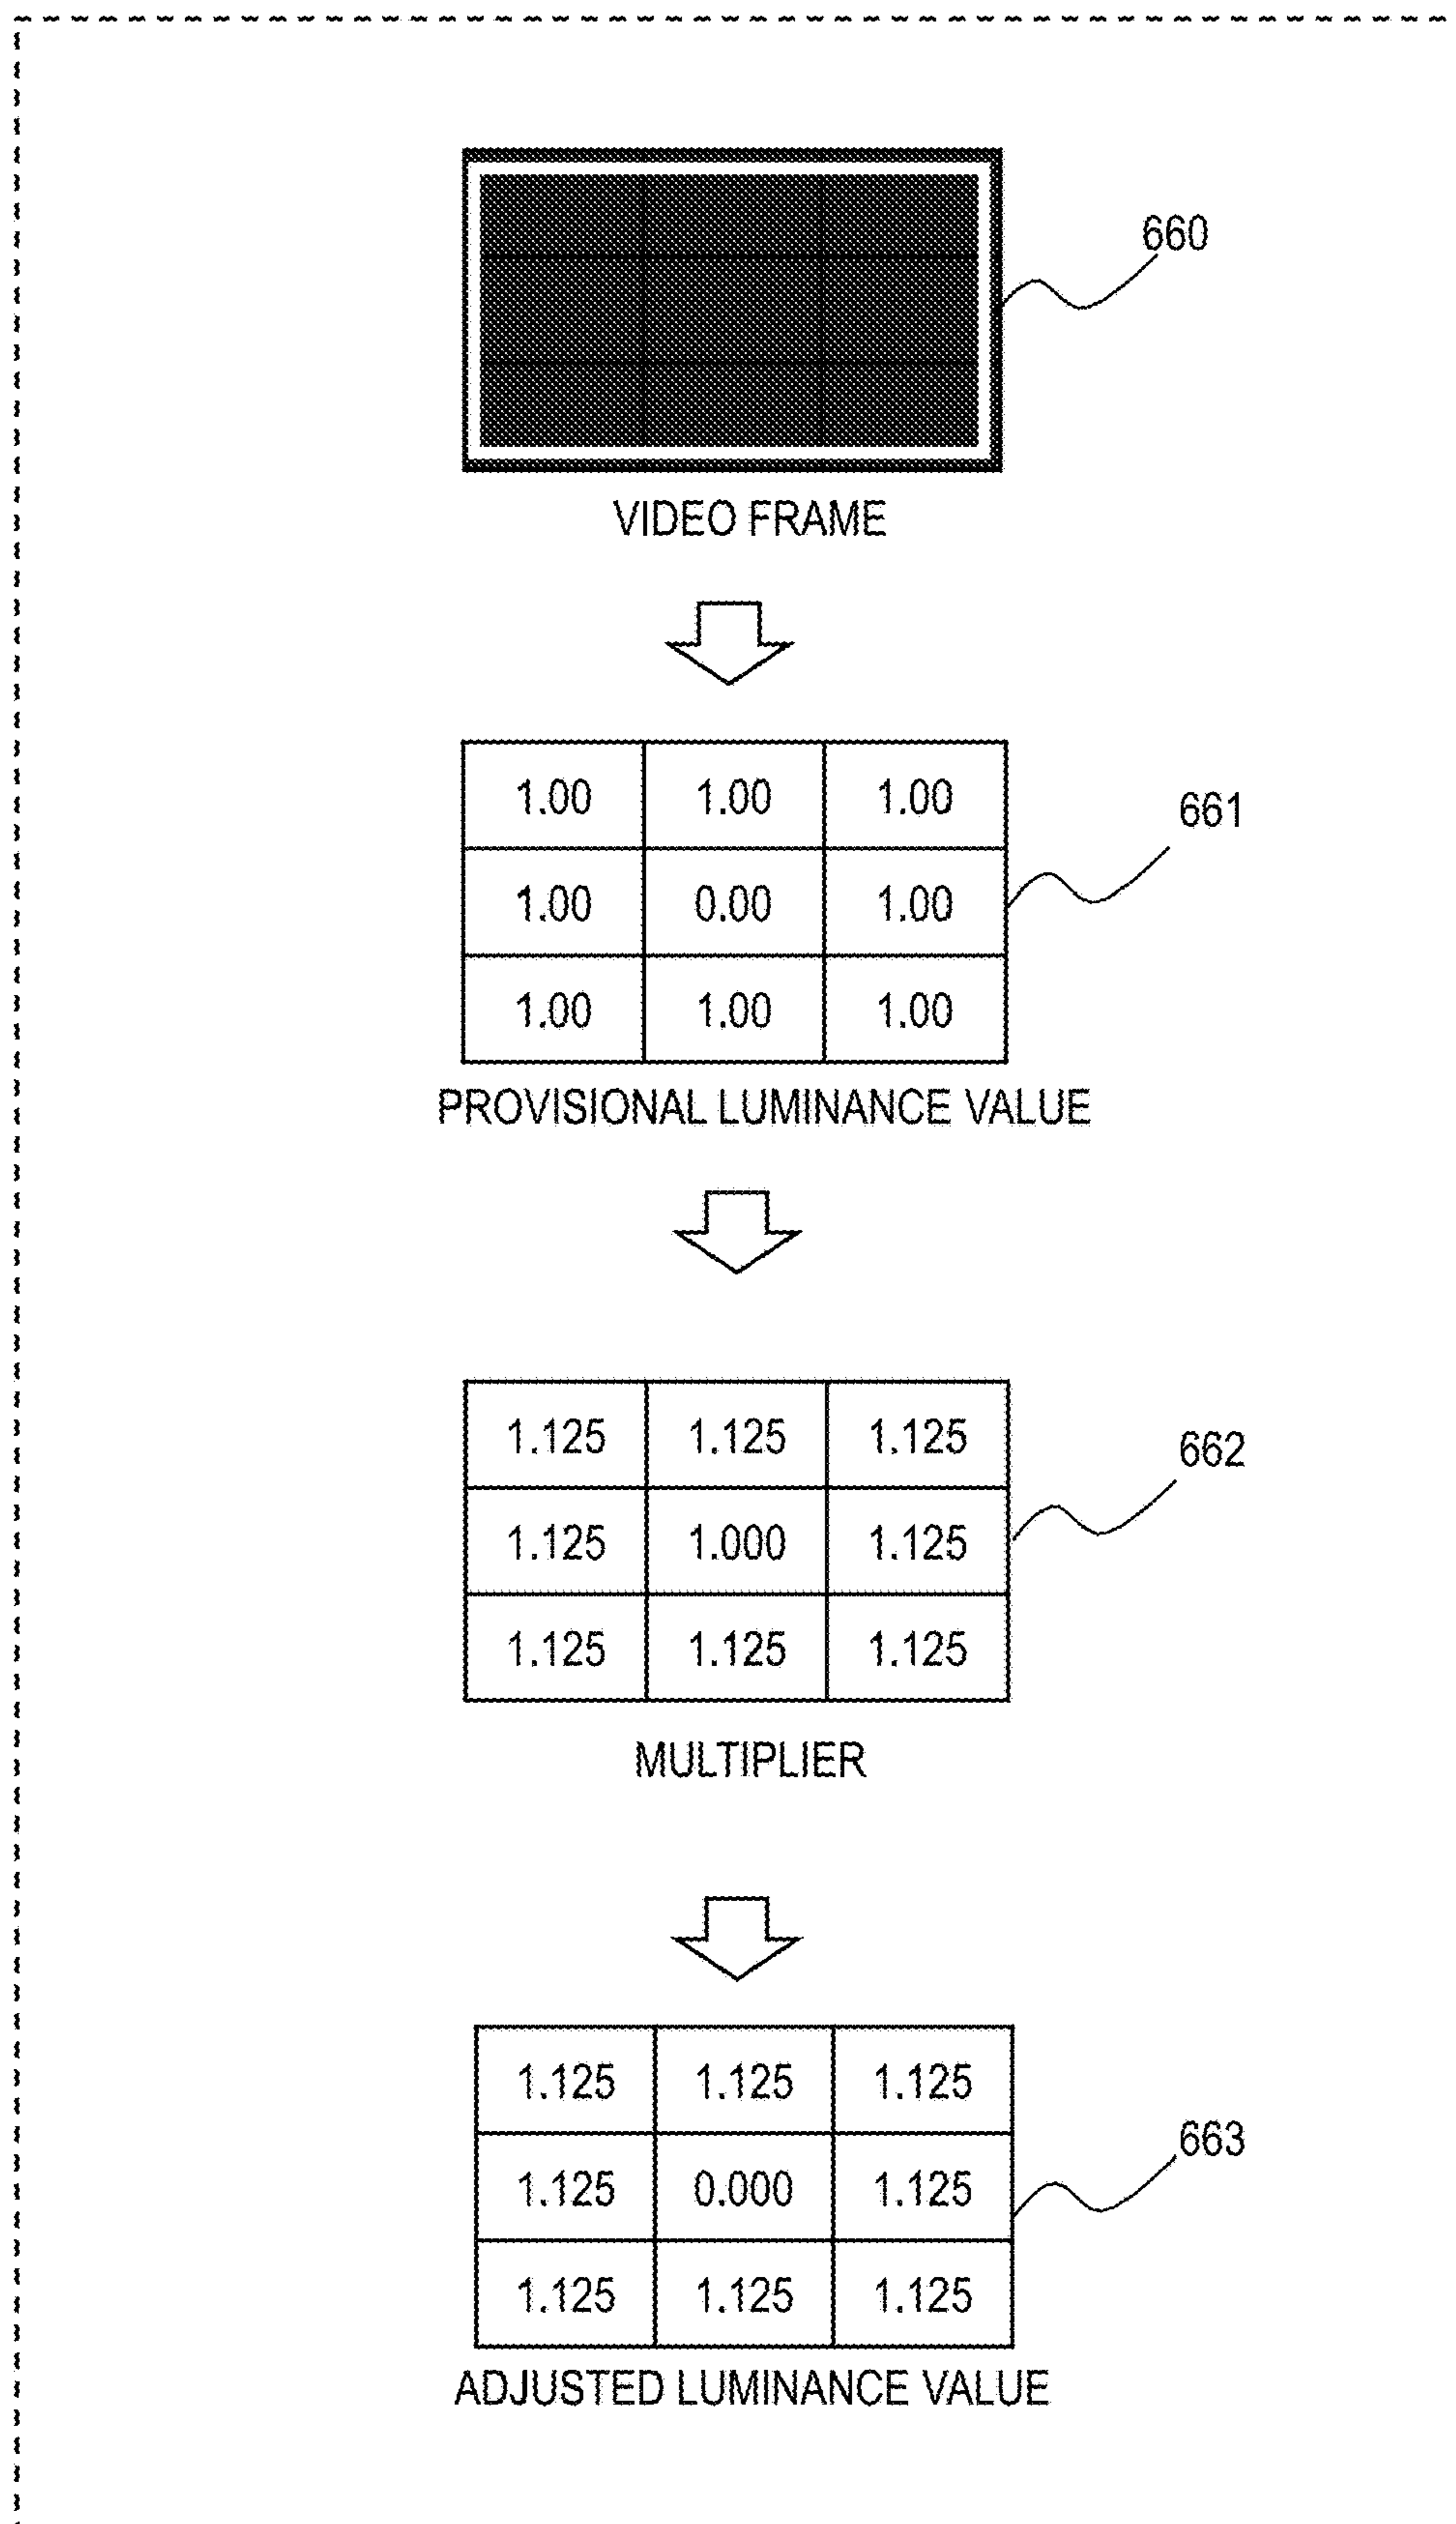 660
VIDEO FRAME
1.00 1.00 1.00
661
1.00 0.00 1.00
1.00 1.00 1.00
PROVISIONAL LUMINANCE VALUE
1.125 1.125 1.125
662
1.125 1.000 1.125
1.125 1.125 1.125
MULTIPLIER
1.125 1.125 1.125
663
1.125 0.000 1.125
1.125 1.125 1.125
ADJUSTED LUMINANCE VALUE